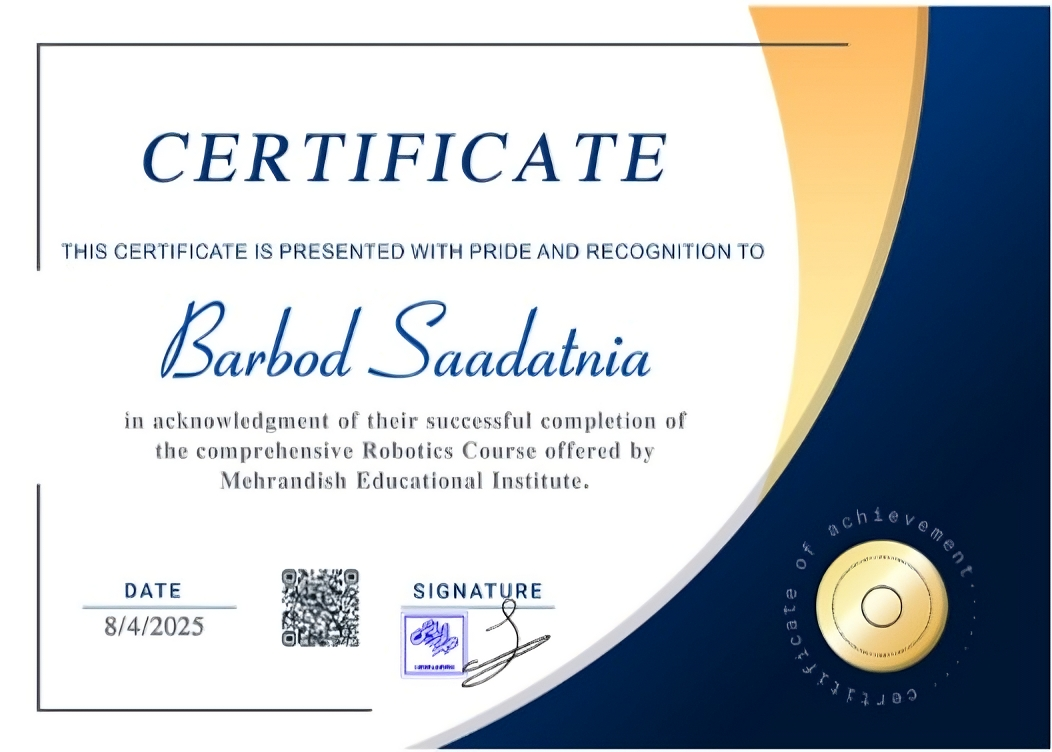 CERTIFICATE
THIS CERTIFICATE IS PRESENTED WITH PRIDE AND RECOGNITION TO
Barbod Saadatnia
in acknowledgment of their successful completion of
the comprehensive Robotics Course offered by
Mehrandish Educational Institute.
DATE
8/4/2025
SIGNATURE
certificate of achievement